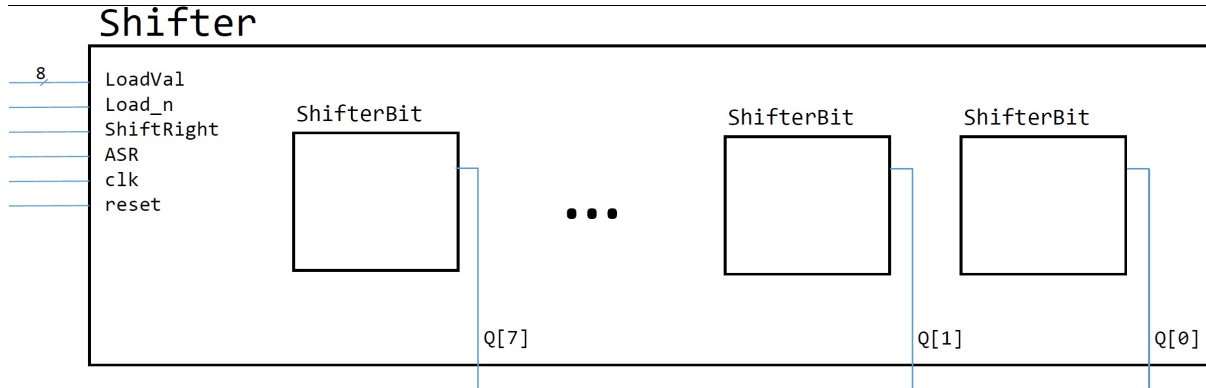 Shifter
8
LoadVal
Load_n
ShiftRight
ASR
clk
reset
ShifterBit
...
ShifterBit
ShifterBit
Q[7]
Q[1]
Q[0]